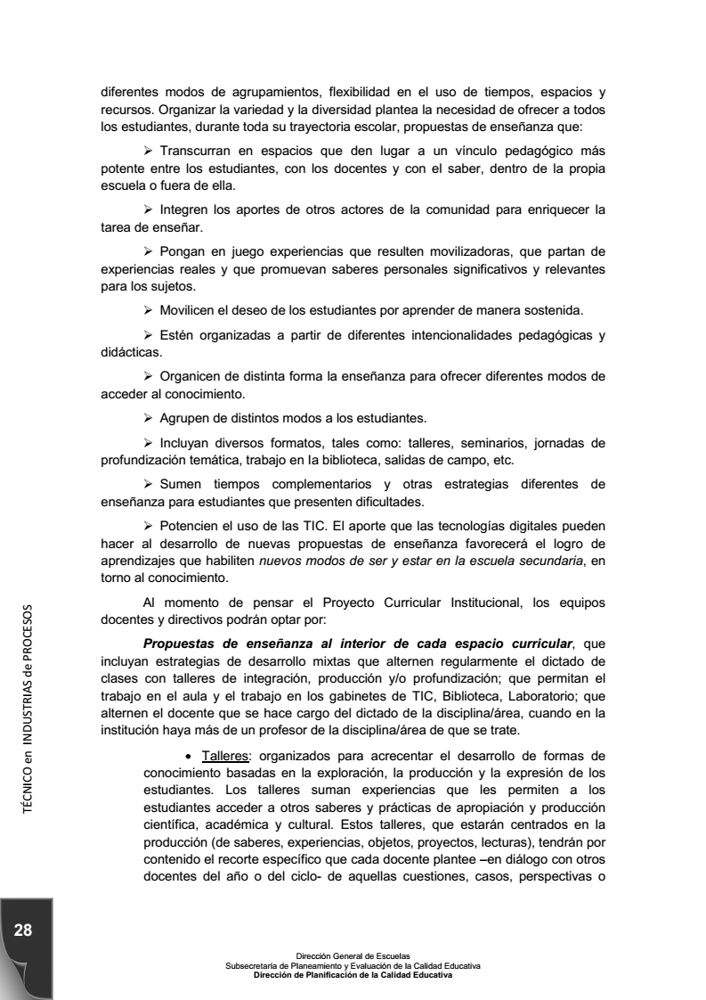 diferentes modos de agrupamientos, flexibilidad en el uso de tiempos, espacios y
recursos. Organizar la variedad y la diversidad plantea la necesidad de ofrecer a todos
los estudiantes, durante toda su trayectoria escolar, propuestas de enseñanza que:
➢ Transcurran en espacios que den lugar a un vínculo pedagógico más
potente entre los estudiantes, con los docentes y con el saber, dentro de la propia
escuela o fuera de ella.
➢ Integren los aportes de otros actores de la comunidad para enriquecer la
tarea de enseñar.
➢ Pongan en juego experiencias que resulten movilizadoras, que partan de
experiencias reales y que promuevan saberes personales significativos y relevantes
para los sujetos.
➢ Movilicen el deseo de los estudiantes por aprender de manera sostenida.
➢ Estén organizadas a partir de diferentes intencionalidades pedagógicas y
didácticas.
➢ Organicen de distinta forma la enseñanza para ofrecer diferentes modos de
acceder al conocimiento.
➢ Agrupen de distintos modos a los estudiantes.
➢ Incluyan diversos formatos, tales como: talleres, seminarios, jornadas de
profundización temática, trabajo en la biblioteca, salidas de campo, etc.
➢ Sumen tiempos complementarios y otras estrategias diferentes de
enseñanza para estudiantes que presenten dificultades.
➢ Potencien el uso de las TIC. El aporte que las tecnologías digitales pueden
hacer al desarrollo de nuevas propuestas de enseñanza favorecerá el logro de
aprendizajes que habiliten nuevos modos de ser y estar en la escuela secundaria, en
torno al conocimiento.
Al momento de pensar el Proyecto Curricular Institucional, los equipos
docentes y directivos podrán optar por:
Propuestas de enseñanza al interior de cada espacio curricular, que
incluyan estrategias de desarrollo mixtas que alternen regularmente el dictado de
clases con talleres de integración, producción y/o profundización; que permitan el
trabajo en el aula y el trabajo en los gabinetes de TIC, Biblioteca, Laboratorio; que
alternen el docente que se hace cargo del dictado de la disciplina/área, cuando en la
institución haya más de un profesor de la disciplina/área de que se trate.
• Talleres: organizados para acrecentar el desarrollo de formas de
conocimiento basadas en la exploración, la producción y la expresión de los
estudiantes. Los talleres suman experiencias que les permiten a los
estudiantes acceder a otros saberes y prácticas de apropiación y producción
científica, académica y cultural. Estos talleres, que estarán centrados en la
producción (de saberes, experiencias, objetos, proyectos, lecturas), tendrán por
contenido el recorte específico que cada docente plantee –en diálogo con otros
docentes del año o del ciclo- de aquellas cuestiones, casos, perspectivas o
TÉCNICO en INDUSTRIAS de PROCESOS
28
Dirección General de Escuelas
Subsecretaría de Planeamiento y Evaluación de la Calidad Educativa
Dirección de Planificación de la Calidad Educativa